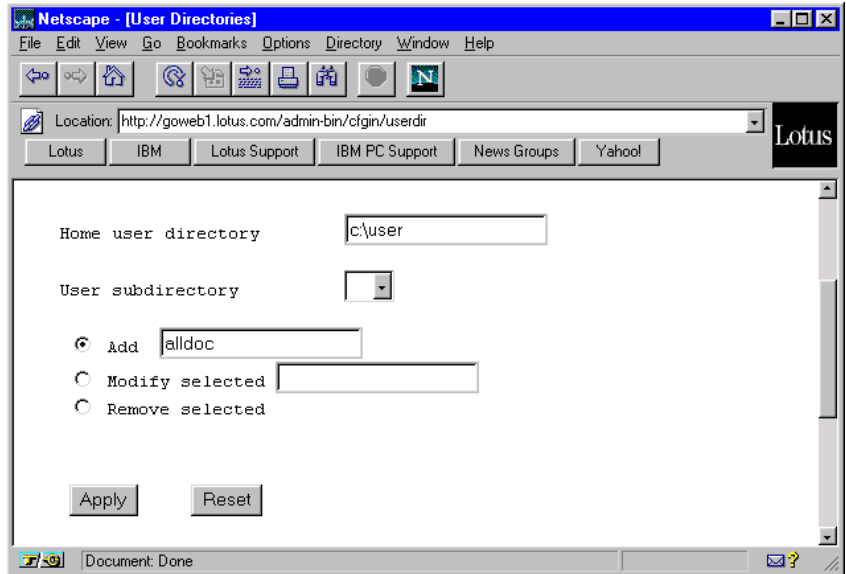 Netscape - [User Directories]
File Edit View Go Bookmarks Options Directory Window Help
N
Location: http://goweb1.lotus.com/admin-bin/cfgin/userdir
Lotus
Lotus IBM Lotus Support IBM PC Support News Groups Yahoo!
Home user directory c:\user
User subdirectory
Add alldoc
Modify selected
Remove selected
Apply Reset
Document: Done